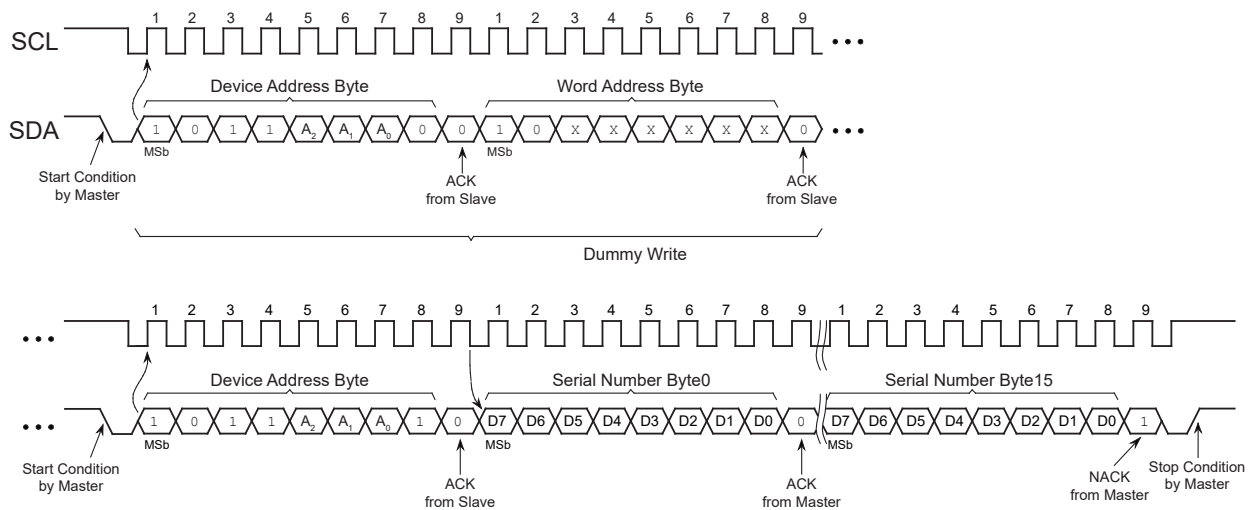 1 2 3 4 5 6 7 8 9 1 2 3 4 5 6 7 8 9
SCL
Device Address Byte Word Address Byte
SDA 1 0 1 1 A2 A1 A0 0 0 1 0 X X X X X X 0
MSb MSb
Start Condition
by Master
ACK
from Slave
ACK
from Slave
Dummy Write
1 2 3 4 5 6 7 8 9 1 2 3 4 5 6 7 8 9 1 2 3 4 5 6 7 8 9
Device Address Byte Serial Number Byte0 Serial Number Byte15
1 0 1 1 A2 A1 A0 1 0 D7 D6 D5 D4 D3 D2 D1 D0 0 D7 D6 D5 D4 D3 D2 D1 D0 1
MSb MSb MSb
Start Condition
by Master
ACK
from Slave
ACK
from Master
NACK
from Master
Stop Condition
by Master